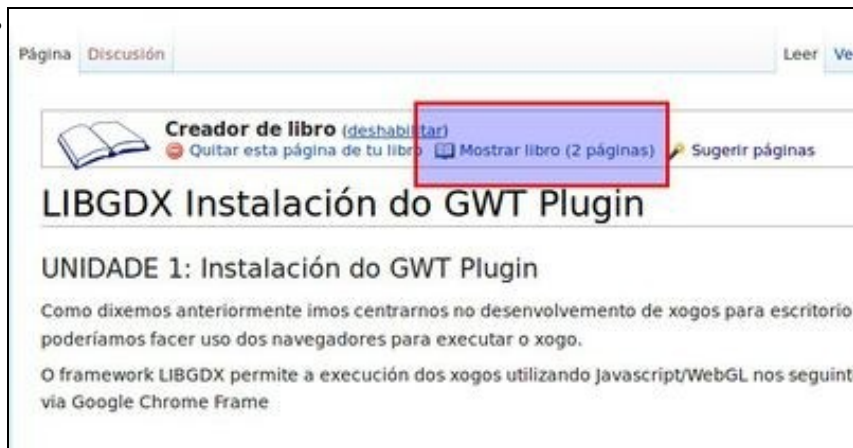 Página Discusión Leer Ve
Creador de libro (deshabilitar)
Quitar esta página de tu libro Mostrar libro (2 páginas) Sugerir páginas
LIBGDX Instalación do GWT Plugin
UNIDADE 1: Instalación do GWT Plugin
Como dixemos anteriormente imos centrarnos no desenvolvemento de xogos para escritorio
poderíamos facer uso dos navegadores para executar o xogo.
O framework LIBGDX permite a execución dos xogos utilizando Javascript/WebGL nos seguint
via Google Chrome Frame